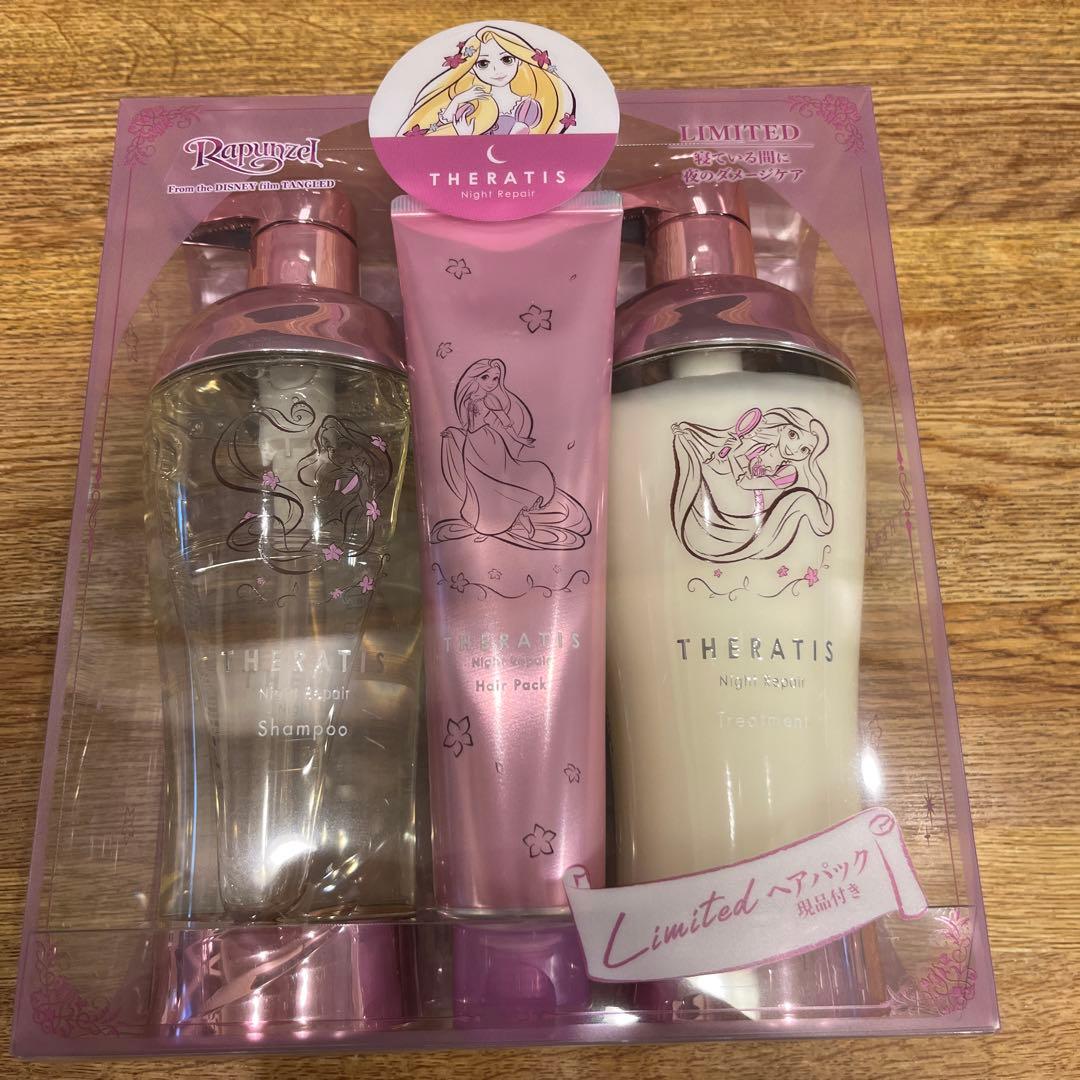 Rapunzel
From the DISNEY film TANGLED
THERATIS
Night Repair
LIMITED
寝ている間に
夜のダメージケア
THERATIS
Night Repair
Shampoo
THERATIS
Night Repair
Hair Pack
THERATIS
Night Repair
Treatment
Limited ヘアパック
現品付き